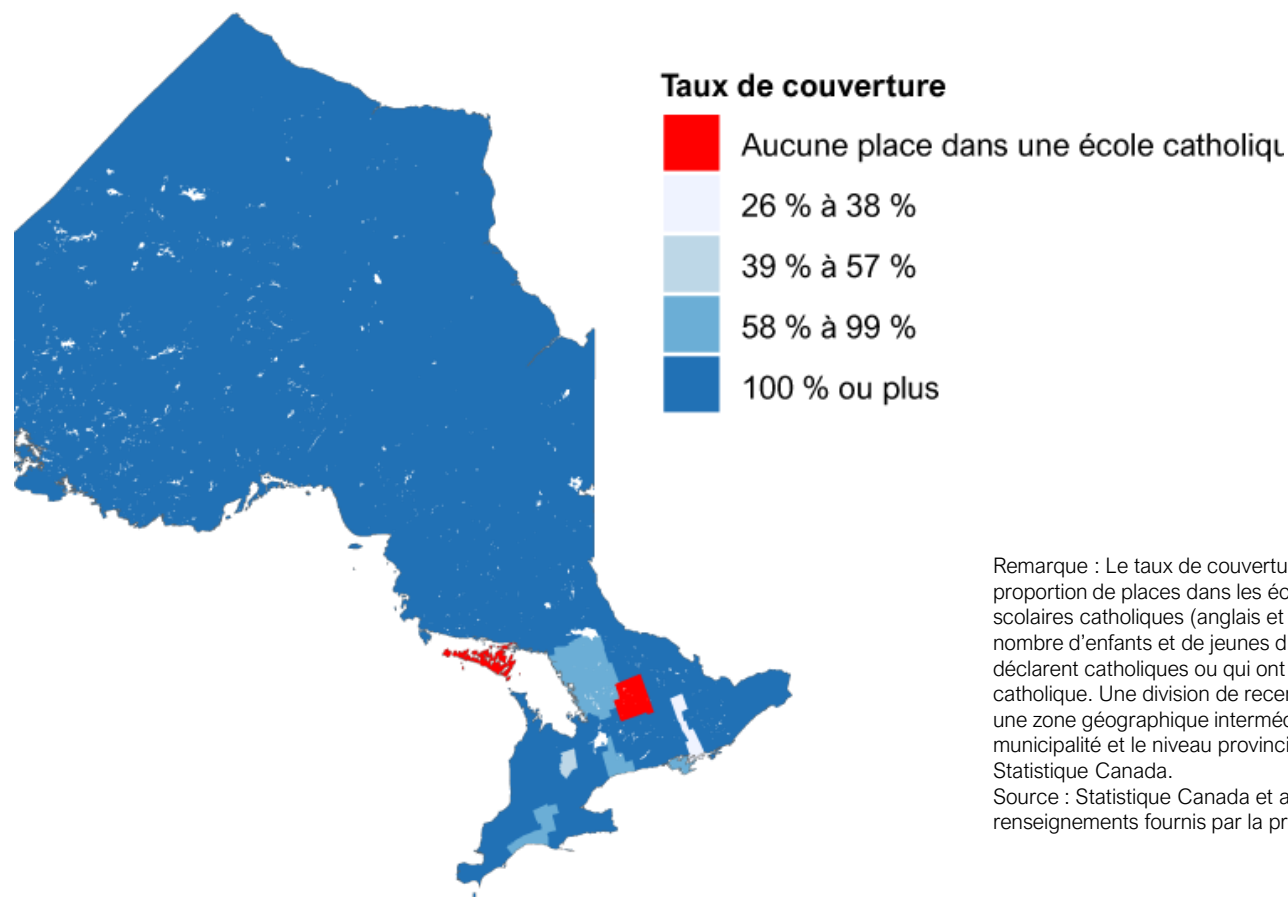 Taux de couverture
Aucune place dans une école catholiqu
26 % à 38 %
39 % à 57 %
58 % à 99 %
100 % ou plus
Remarque : Le taux de couvertu
proportion de places dans les éc
scolaires catholiques (anglais et
nombre d'enfants et de jeunes d
déclarent catholiques ou qui ont
catholique. Une division de recen
une zone géographique interméd
municipalité et le niveau provinci
Statistique Canada.
Source : Statistique Canada et a
renseignements fournis par la pr